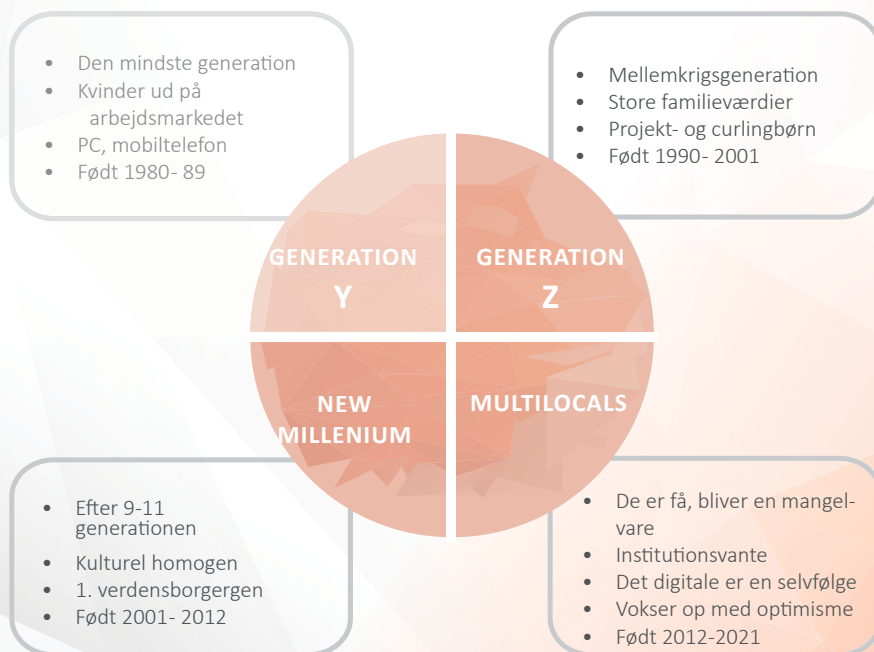 • Den mindste generation
• Kvinder ud på
arbejdsmarkedet
• PC, mobiltelefon
• Født 1980- 89
• Mellemkrigsgeneration
• Store familieværdier
• Projekt- og curlingbørn
• Født 1990- 2001
GENERATION
Y
GENERATION
Z
NEW
MILLENIUM
MULTILOCALS
• Efter 9-11
generationen
• Kulturel homogen
• 1. verdensborgergen
• Født 2001- 2012
• De er få, bliver en mangel-
vare
• Institutionsvante
• Det digitale er en selvfølge
• Vokser op med optimisme
• Født 2012-2021